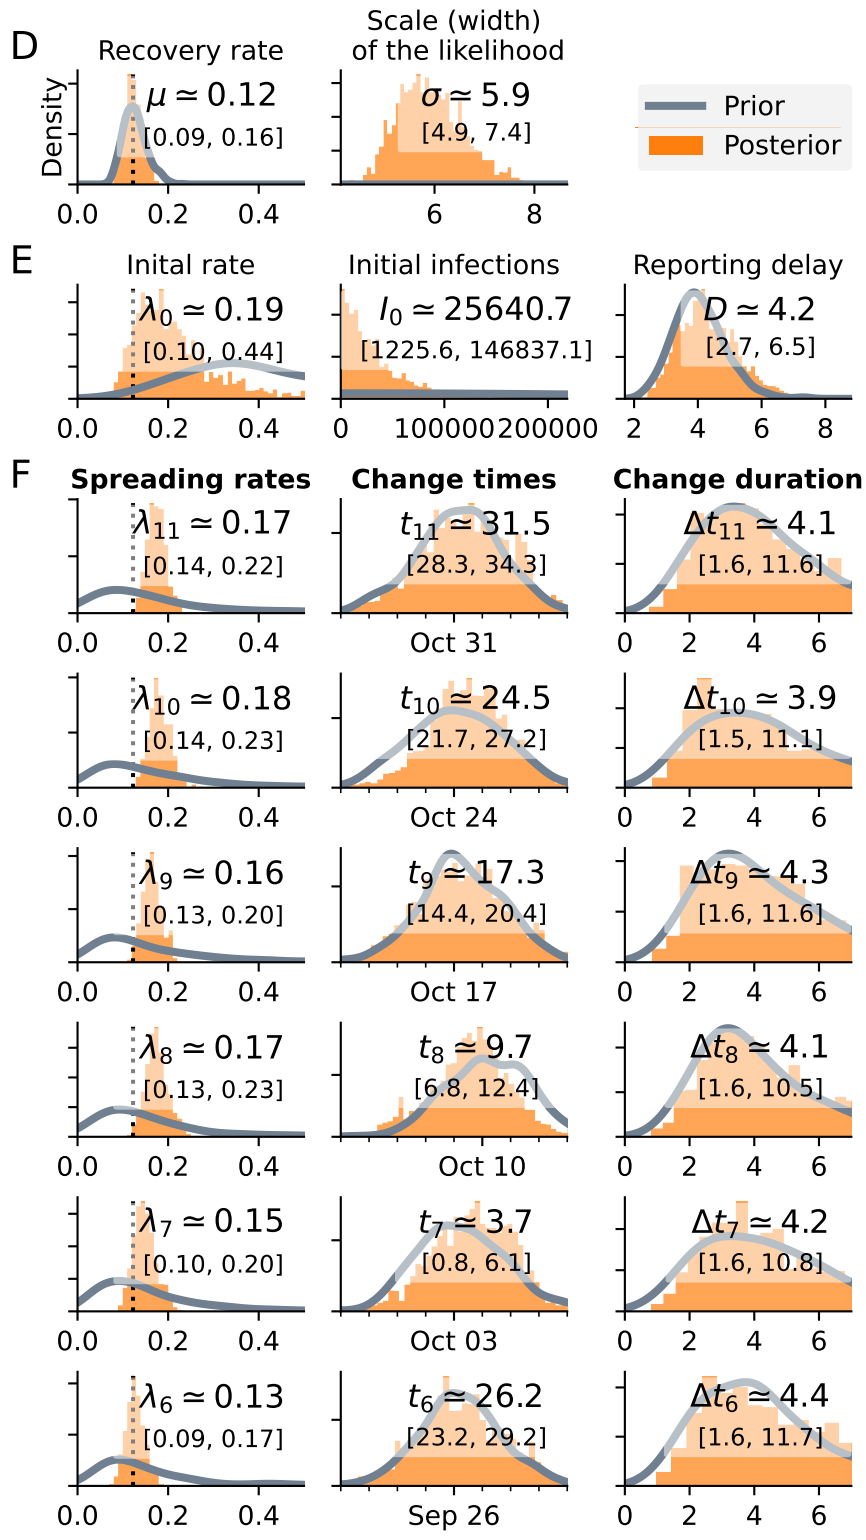 D
Recovery rate
Scale (width)
of the likelihood
Density
μ ≃ 0.12
[0.09, 0.16]
σ ≃ 5.9
[4.9, 7.4]
Prior
Posterior
0.0 0.2 0.4
6 8
E
Inital rate
Initial infections
Reporting delay
λ₀ ≃ 0.19
[0.10, 0.44]
I₀ ≃ 25640.7
[1225.6, 146837.1]
D ≃ 4.2
[2.7, 6.5]
0.0 0.2 0.4
0 100000 200000
2 4 6 8
F
Spreading rates
Change times
Change duration
λ₁₁ ≃ 0.17
[0.14, 0.22]
t₁₁ ≃ 31.5
[28.3, 34.3]
Δt₁₁ ≃ 4.1
[1.6, 11.6]
0.0 0.2 0.4
Oct 31
0 2 4 6
λ₁₀ ≃ 0.18
[0.14, 0.23]
t₁₀ ≃ 24.5
[21.7, 27.2]
Δt₁₀ ≃ 3.9
[1.5, 11.1]
0.0 0.2 0.4
Oct 24
0 2 4 6
λ₉ ≃ 0.16
[0.13, 0.20]
t₉ ≃ 17.3
[14.4, 20.4]
Δt₉ ≃ 4.3
[1.6, 11.6]
0.0 0.2 0.4
Oct 17
0 2 4 6
λ₈ ≃ 0.17
[0.13, 0.23]
t₈ ≃ 9.7
[6.8, 12.4]
Δt₈ ≃ 4.1
[1.6, 10.5]
0.0 0.2 0.4
Oct 10
0 2 4 6
λ₇ ≃ 0.15
[0.10, 0.20]
t₇ ≃ 3.7
[0.8, 6.1]
Δt₇ ≃ 4.2
[1.6, 10.8]
0.0 0.2 0.4
Oct 03
0 2 4 6
λ₆ ≃ 0.13
[0.09, 0.17]
t₆ ≃ 26.2
[23.2, 29.2]
Δt₆ ≃ 4.4
[1.6, 11.7]
0.0 0.2 0.4
Sep 26
0 2 4 6